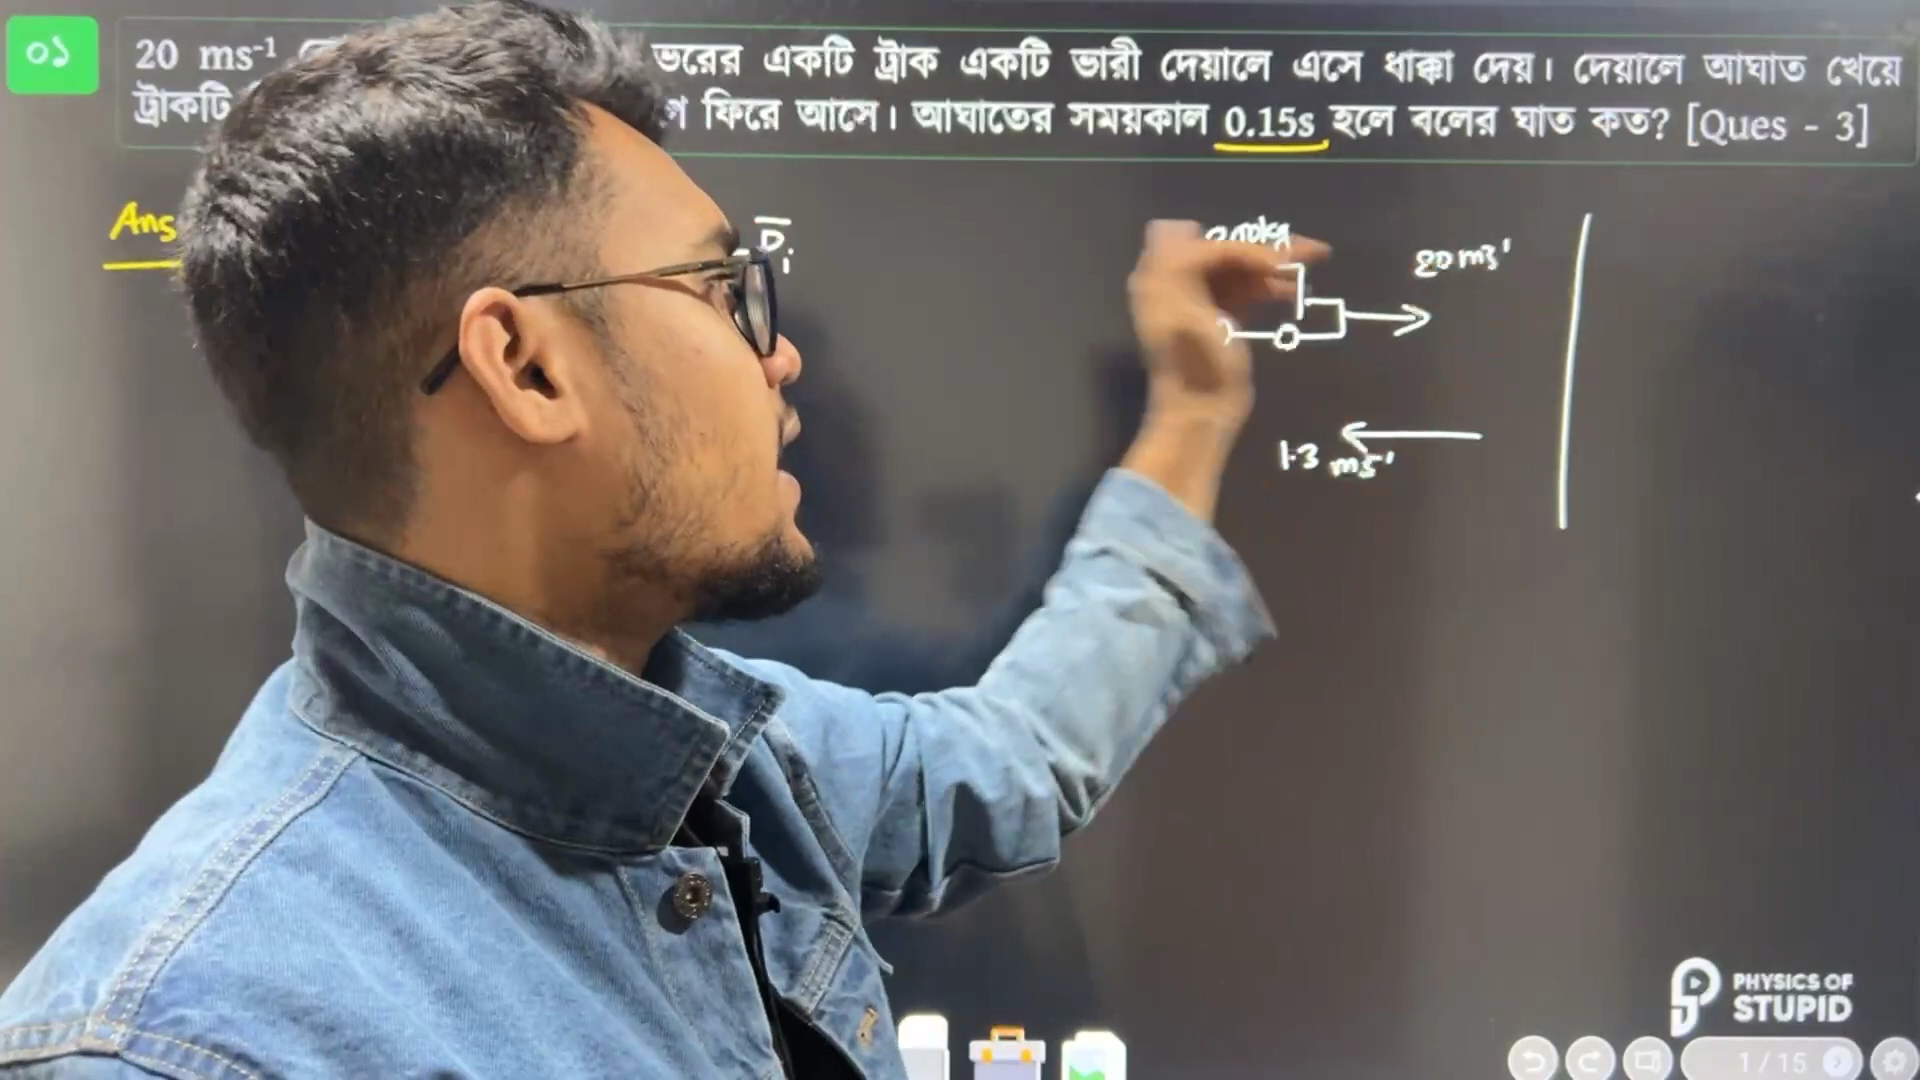 ০১
20 ms⁻¹ ভরের একটি ট্রাক একটি ভারী দেয়ালে এসে ধাক্কা দেয়। দেয়ালে আঘাত খেয়ে
ট্রাকটি ফিরে আসে। আঘাতের সময়কাল 0.15s হলে বলের ঘাত কত? [Ques - 3]
Ans
P̅i
20 ms⁻¹
1.3 ms⁻¹
PHYSICS OF
STUPID
1 / 15